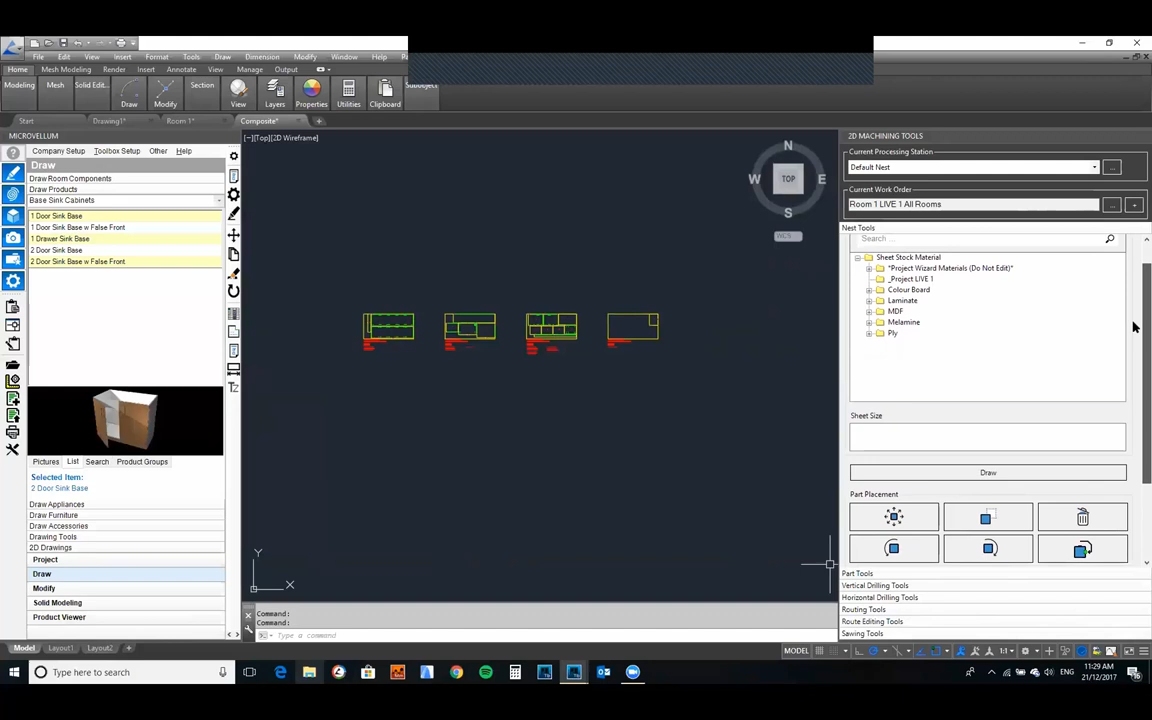 File Edit View Insert Format Tools Draw Dimension Modify Window Help
Home Mesh Modeling Render Insert Annotate View Manage Output
Modeling Mesh Solid Edit... Draw Modify Section View Layers Properties Utilities Clipboard Subobject
Start Drawing1* Room 1* Composite*
MICROVELLUM
Company Setup Toolbox Setup Other Help
Draw
Draw Room Components
Draw Products
Base Sink Cabinets
1 Door Sink Base
1 Door Sink Base w False Front
1 Drawer Sink Base
2 Door Sink Base
2 Door Sink Base w False Front
Pictures List Search Product Groups
Selected Item:
2 Door Sink Base
Draw Appliances
Draw Furniture
Draw Accessories
Drawing Tools
2D Drawings
Project
Draw
Modify
Solid Modeling
Product Viewer
[−][Top][2D Wireframe]
N
W TOP E
S
WCS
Y
X
Command:
Command:
Type a command
2D MACHINING TOOLS
Current Processing Station
Default Nest ...
Current Work Order
Room 1 LIVE 1 All Rooms ... +
Nest Tools
Search ...
Sheet Stock Material
*Project Wizard Materials (Do Not Edit)*
_Project LIVE 1
Colour Board
Laminate
MDF
Melamine
Ply
Sheet Size
Draw
Part Placement
Part Tools
Vertical Drilling Tools
Horizontal Drilling Tools
Routing Tools
Route Editing Tools
Sawing Tools
Model Layout1 Layout2 +
MODEL 1:1
Type here to search
ENG
11:29 AM
21/12/2017